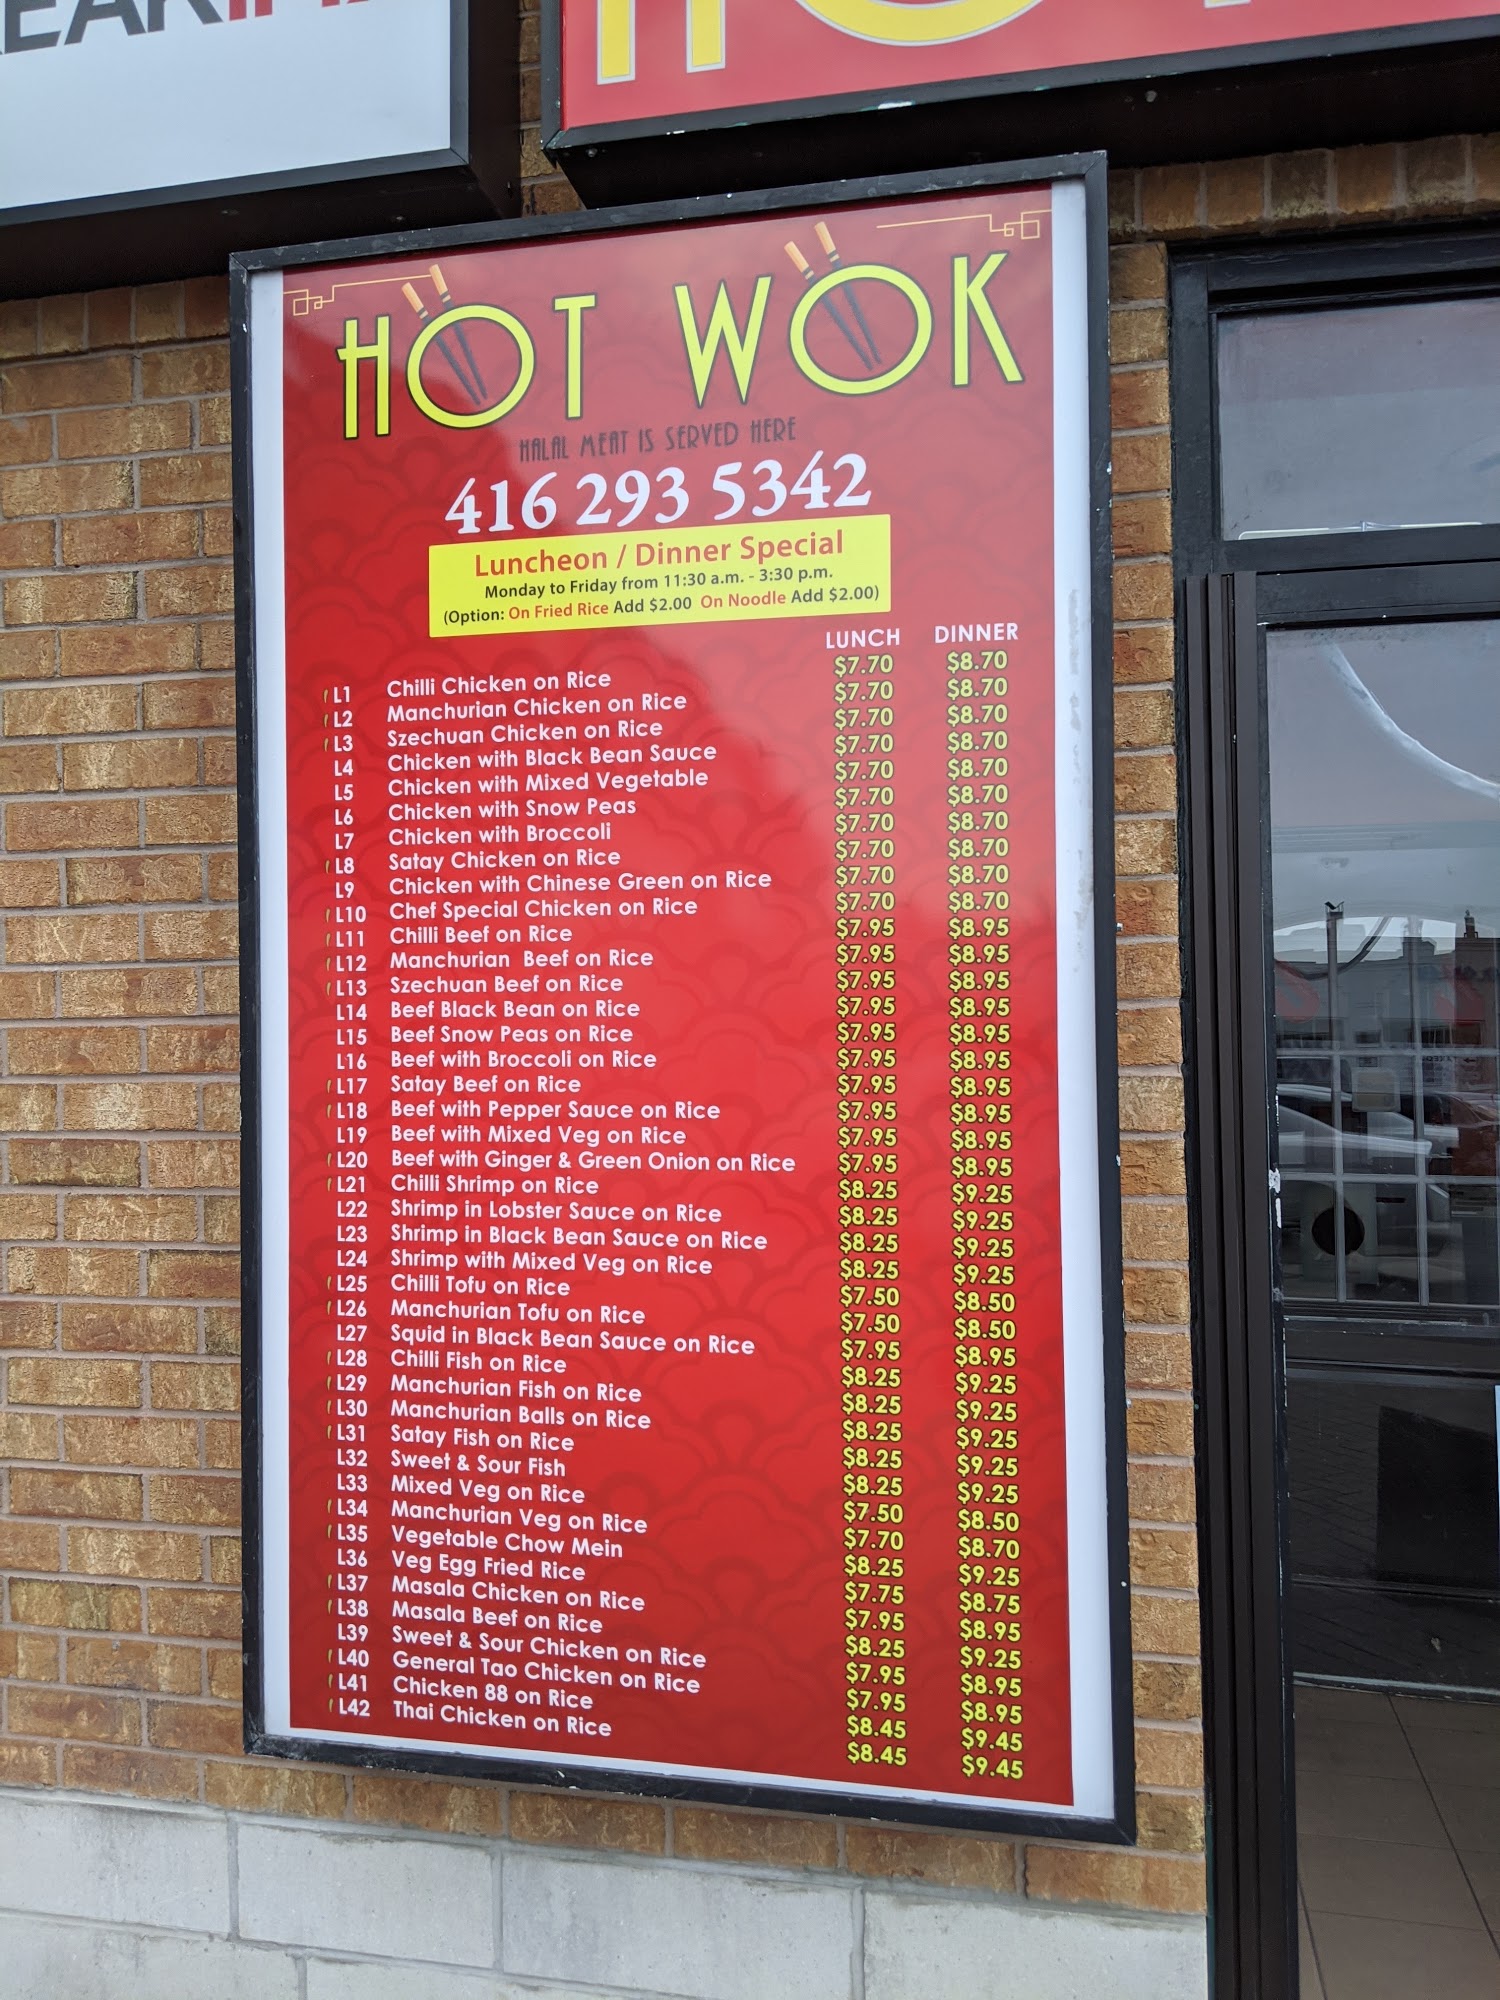 HOT WOK
HALAL MEAT IS SERVED HERE
416 293 5342
Luncheon / Dinner Special
Monday to Friday from 11:30 a.m. - 3:30 p.m.
(Option: On Fried Rice Add $2.00 On Noodle Add $2.00)
LUNCH DINNER
L1 Chilli Chicken on Rice $7.70 $8.70
L2 Manchurian Chicken on Rice $7.70 $8.70
L3 Szechuan Chicken on Rice $7.70 $8.70
L4 Chicken with Black Bean Sauce $7.70 $8.70
L5 Chicken with Mixed Vegetable $7.70 $8.70
L6 Chicken with Snow Peas $7.70 $8.70
L7 Chicken with Broccoli $7.70 $8.70
L8 Satay Chicken on Rice $7.70 $8.70
L9 Chicken with Chinese Green on Rice $7.70 $8.70
L10 Chef Special Chicken on Rice $7.70 $8.70
L11 Chilli Beef on Rice $7.95 $8.95
L12 Manchurian Beef on Rice $7.95 $8.95
L13 Szechuan Beef on Rice $7.95 $8.95
L14 Beef Black Bean on Rice $7.95 $8.95
L15 Beef Snow Peas on Rice $7.95 $8.95
L16 Beef with Broccoli on Rice $7.95 $8.95
L17 Satay Beef on Rice $7.95 $8.95
L18 Beef with Pepper Sauce on Rice $7.95 $8.95
L19 Beef with Mixed Veg on Rice $7.95 $8.95
L20 Beef with Ginger & Green Onion on Rice $7.95 $8.95
L21 Chilli Shrimp on Rice $8.25 $9.25
L22 Shrimp in Lobster Sauce on Rice $8.25 $9.25
L23 Shrimp in Black Bean Sauce on Rice $8.25 $9.25
L24 Shrimp with Mixed Veg on Rice $8.25 $9.25
L25 Chilli Tofu on Rice $7.50 $8.50
L26 Manchurian Tofu on Rice $7.50 $8.50
L27 Squid in Black Bean Sauce on Rice $7.95 $8.95
L28 Chilli Fish on Rice $8.25 $9.25
L29 Manchurian Fish on Rice $8.25 $9.25
L30 Manchurian Balls on Rice $8.25 $9.25
L31 Satay Fish on Rice $8.25 $9.25
L32 Sweet & Sour Fish $8.25 $9.25
L33 Mixed Veg on Rice $7.50 $8.50
L34 Manchurian Veg on Rice $7.70 $8.70
L35 Vegetable Chow Mein $8.25 $9.25
L36 Veg Egg Fried Rice $7.75 $8.75
L37 Masala Chicken on Rice $7.95 $8.95
L38 Masala Beef on Rice $8.25 $9.25
L39 Sweet & Sour Chicken on Rice $7.95 $8.95
L40 General Tao Chicken on Rice $7.95 $8.95
L41 Chicken 88 on Rice $8.45 $9.45
L42 Thai Chicken on Rice $8.45 $9.45